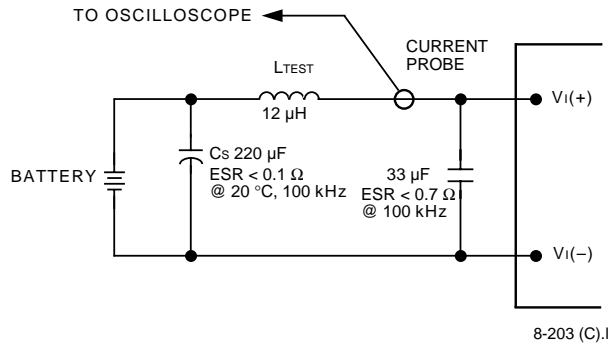 TO OSCILLOSCOPE
CURRENT
PROBE
LTEST
12 µH
VI(+)
CS 220 µF
ESR < 0.1 Ω
@ 20 °C, 100 kHz
33 µF
ESR < 0.7 Ω
@ 100 kHz
BATTERY
VI(–)
8-203 (C).l